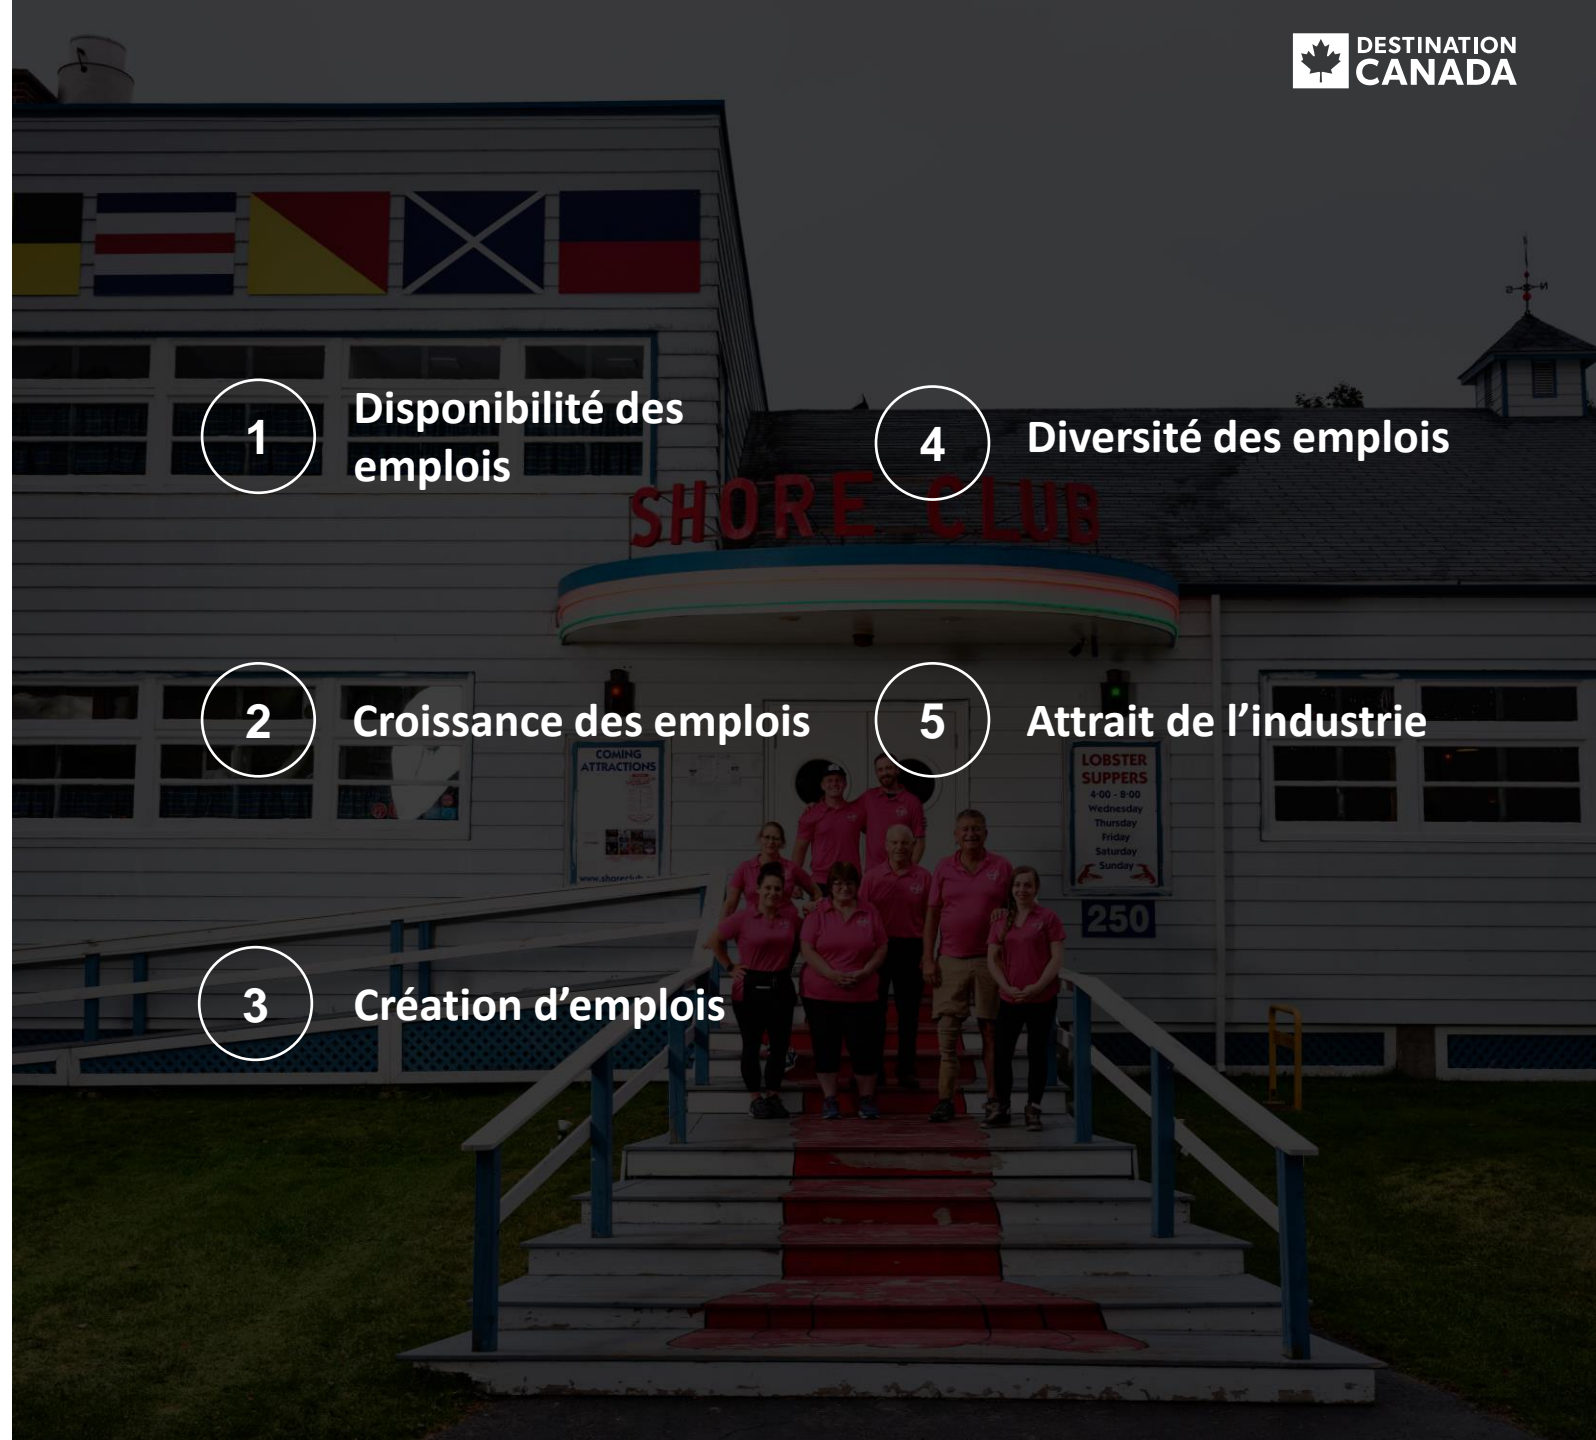 DESTINATION
CANADA
1
Disponibilité des
emplois
2
Croissance des emplois
3
Création d’emplois
4
Diversité des emplois
5
Attrait de l’industrie
SHORE CLUB
COMING
ATTRACTIONS
LOBSTER
SUPPERS
4:00 - 8:00
Wednesday
Thursday
Friday
Saturday
Sunday
250
N